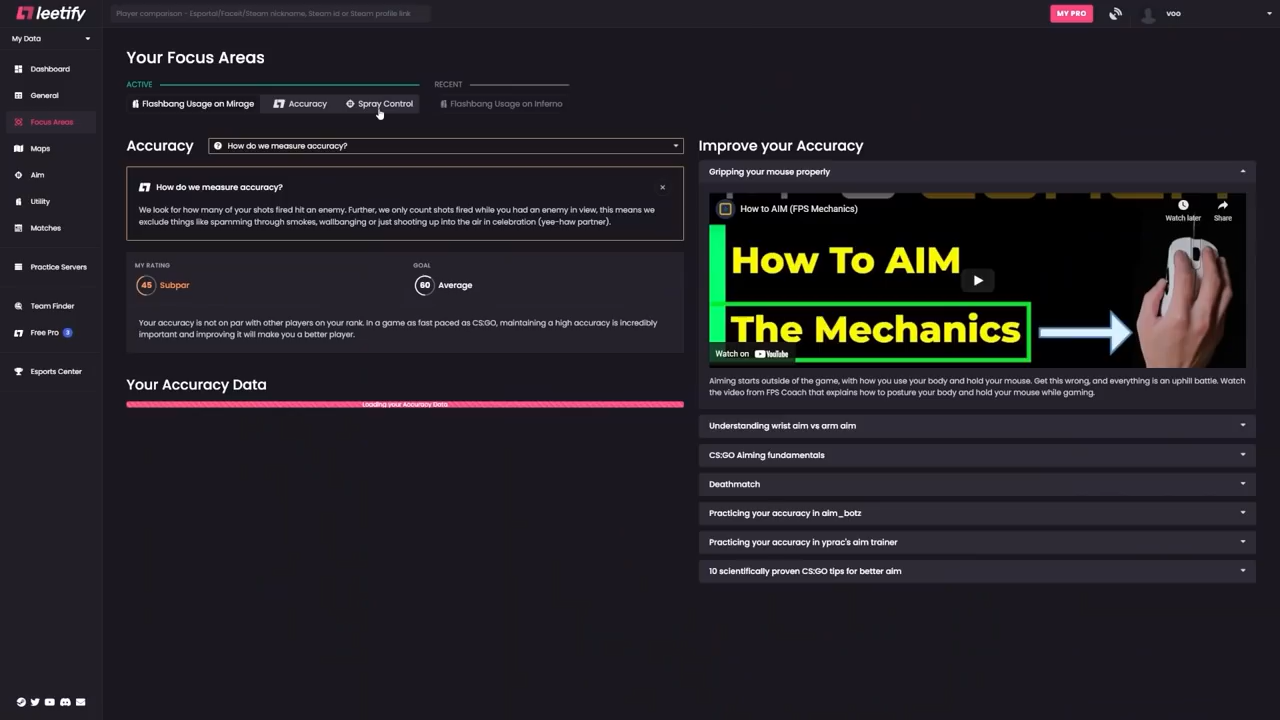 leetify
Player comparison - Esportal/Faceit/Steam nickname, Steam id or Steam profile link
MY PRO
voo
My Data
Dashboard
General
Focus Areas
Maps
Aim
Utility
Matches
Practice Servers
Team Finder
Free Pro 3
Esports Center
Your Focus Areas
ACTIVE
RECENT
Flashbang Usage on Mirage
Accuracy
Spray Control
Flashbang Usage on Inferno
Accuracy
How do we measure accuracy?
How do we measure accuracy?
We look for how many of your shots fired hit an enemy. Further, we only count shots fired while you had an enemy in view, this means we
exclude things like spamming through smokes, wallbanging or just shooting up into the air in celebration (yee-haw partner).
MY RATING
45 Subpar
GOAL
60 Average
Your accuracy is not on par with other players on your rank. In a game as fast paced as CS:GO, maintaining a high accuracy is incredibly
important and improving it will make you a better player.
Your Accuracy Data
Loading your Accuracy Data
Improve your Accuracy
Gripping your mouse properly
How to AIM (FPS Mechanics)
Watch later
Share
How To AIM
The Mechanics
Watch on YouTube
Aiming starts outside of the game, with how you use your body and hold your mouse. Get this wrong, and everything is an uphill battle. Watch
the video from FPS Coach that explains how to posture your body and hold your mouse while gaming.
Understanding wrist aim vs arm aim
CS:GO Aiming fundamentals
Deathmatch
Practicing your accuracy in aim_botz
Practicing your accuracy in yprac's aim trainer
10 scientifically proven CS:GO tips for better aim